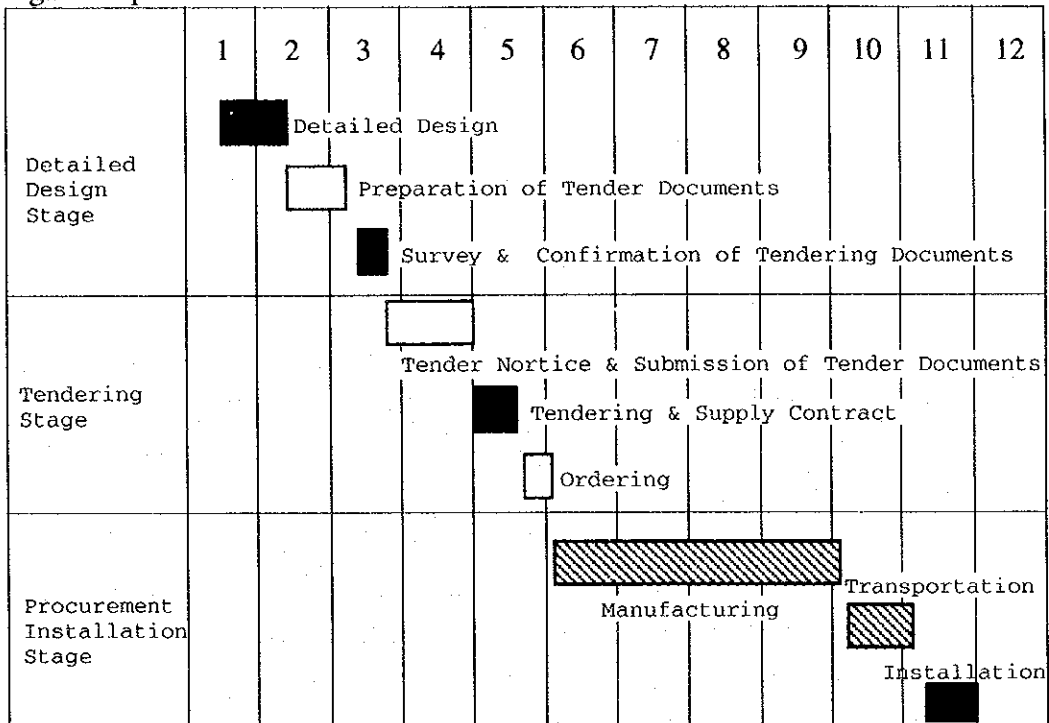 1 2 3 4 5 6 7 8 9 10 11 12
Detailed Design
Detailed
Design
Stage
Preparation of Tender Documents
Survey & Confirmation of Tendering Documents
Tender Nortice & Submission of Tender Documents
Tendering
Stage
Tendering & Supply Contract
Ordering
Procurement
Installation
Stage
Manufacturing
Transportation
Installation